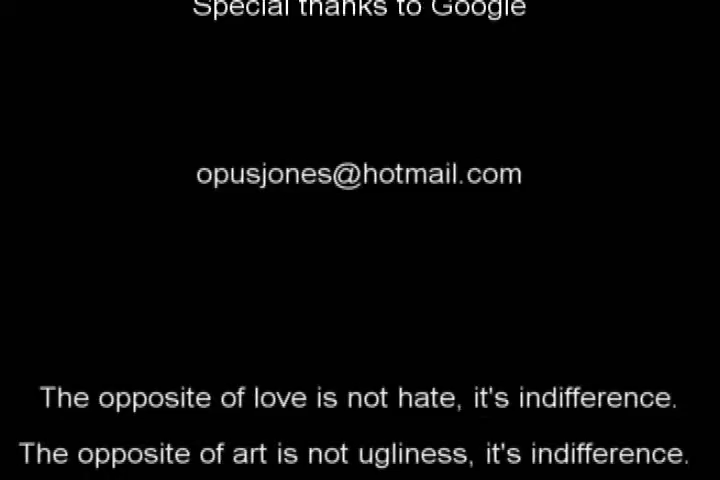 Special thanks to Google
opusjones@hotmail.com
The opposite of love is not hate, it's indifference.
The opposite of art is not ugliness, it's indifference.